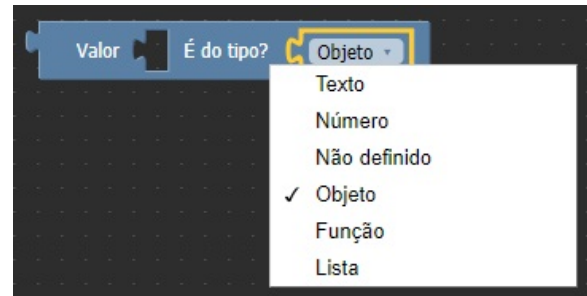 Valor É do tipo? Objeto
Texto
Número
Não definido
✓ Objeto
Função
Lista